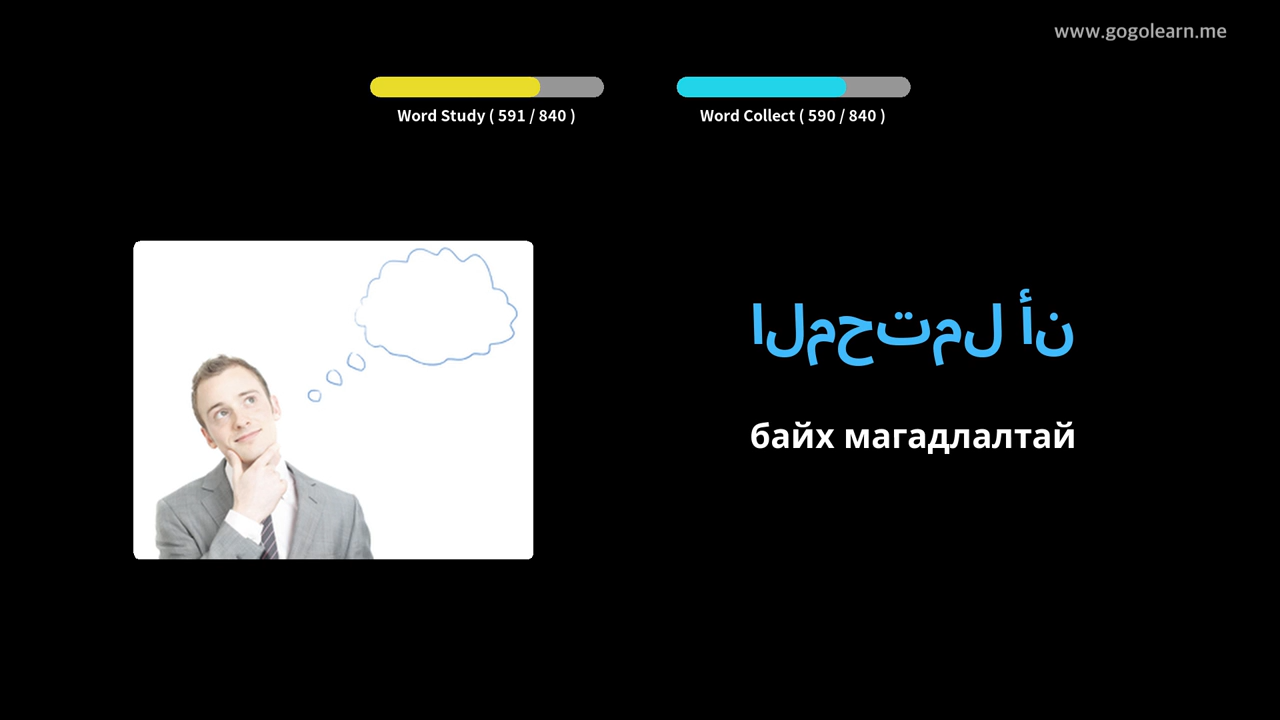 www.gogolearn.me
Word Study ( 591 / 840 )
Word Collect ( 590 / 840 )
المحتمل أن
байх магадлалтай